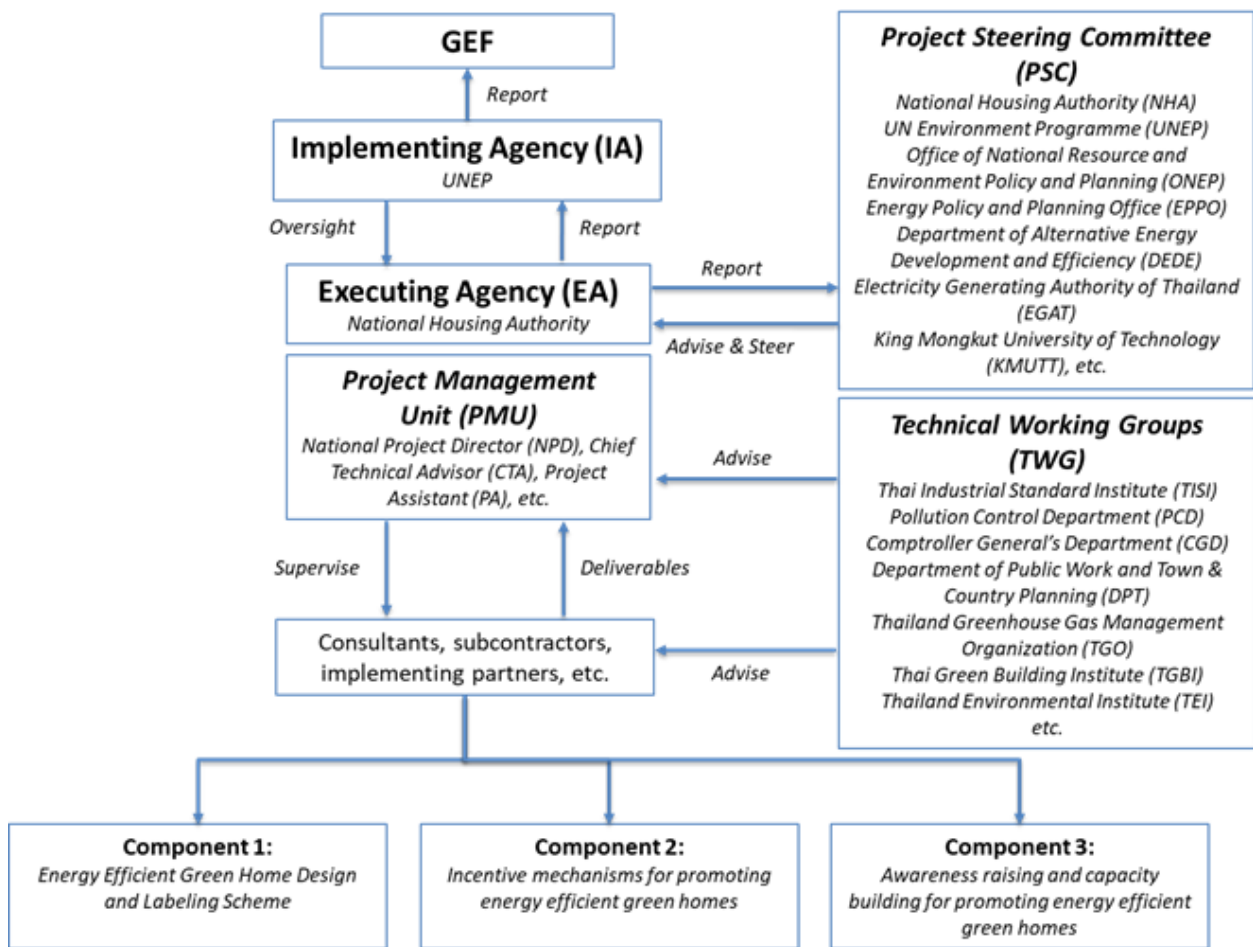 GEF
Report
Implementing Agency (IA)
UNEP
Oversight
Report
Executing Agency (EA)
National Housing Authority
Report
Advise & Steer
Project Steering Committee
(PSC)
National Housing Authority (NHA)
UN Environment Programme (UNEP)
Office of National Resource and
Environment Policy and Planning (ONEP)
Energy Policy and Planning Office (EPPO)
Department of Alternative Energy
Development and Efficiency (DEDE)
Electricity Generating Authority of Thailand
(EGAT)
King Mongkut University of Technology
(KMUTT), etc.
Project Management
Unit (PMU)
National Project Director (NPD), Chief
Technical Advisor (CTA), Project
Assistant (PA), etc.
Advise
Supervise
Deliverables
Consultants, subcontractors,
implementing partners, etc.
Advise
Technical Working Groups
(TWG)
Thai Industrial Standard Institute (TISI)
Pollution Control Department (PCD)
Comptroller General’s Department (CGD)
Department of Public Work and Town &
Country Planning (DPT)
Thailand Greenhouse Gas Management
Organization (TGO)
Thai Green Building Institute (TGBI)
Thailand Environmental Institute (TEI)
etc.
Component 1:
Energy Efficient Green Home Design
and Labeling Scheme
Component 2:
Incentive mechanisms for promoting
energy efficient green homes
Component 3:
Awareness raising and capacity
building for promoting energy efficient
green homes